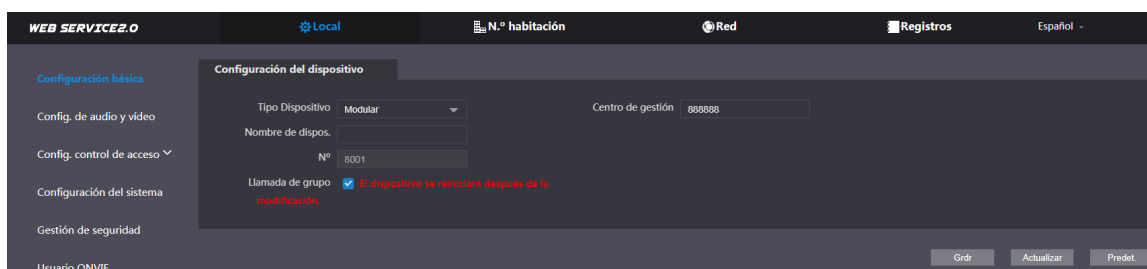 WEB SERVICE2.0
Local
N.º habitación
Red
Registros
Español
Configuración básica
Config. de audio y vídeo
Config. control de acceso
Configuración del sistema
Gestión de seguridad
Usuario ONVIF
Configuración del dispositivo
Tipo Dispositivo Modular
Centro de gestión 888888
Nombre de dispos.
Nº 8001
Llamada de grupo El dispositivo se reiniciará después de la
modificación.
Grdr
Actualizar
Predet.